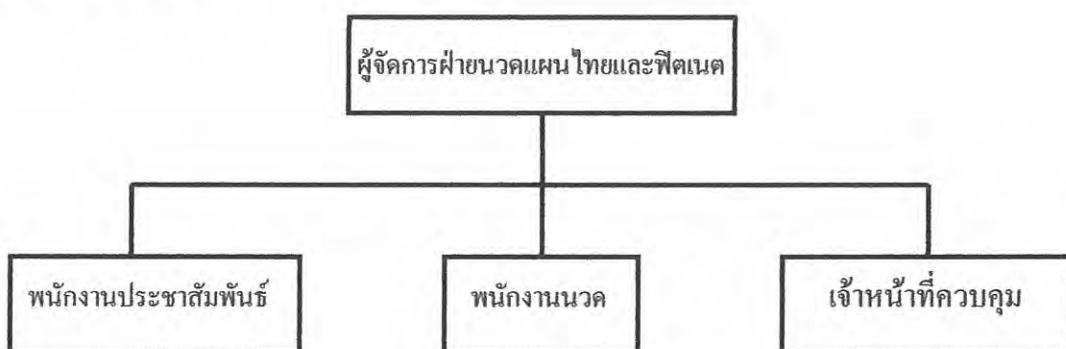 ผู้จัดการฝ่ายนวดแผนไทยและฟิตเนต
พนักงานประชาสัมพันธ์
พนักงานนวด
เจ้าหน้าที่ควบคุม